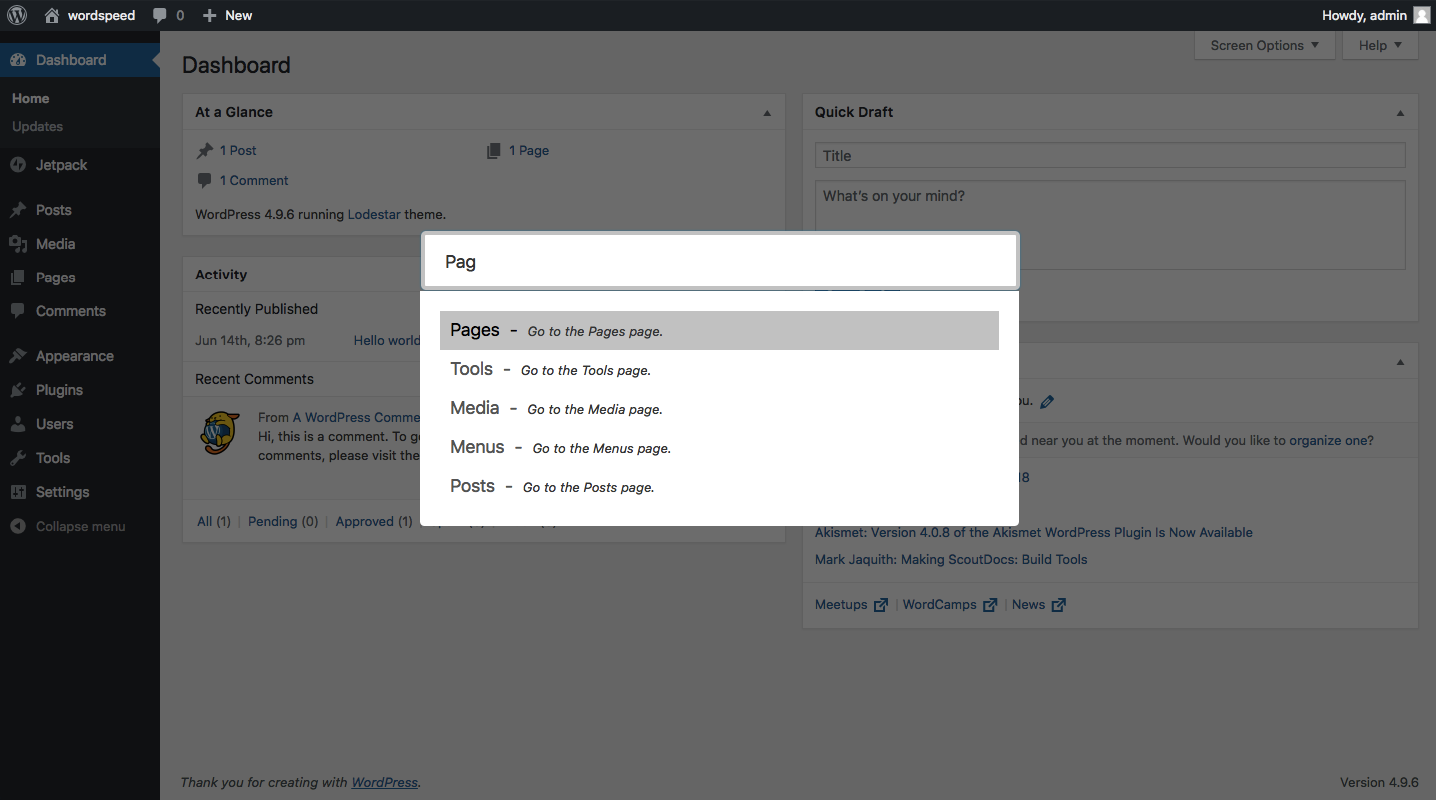 wordspeed 0 New Howdy, admin
Dashboard
Home
Updates
Jetpack
Posts
Media
Pages
Comments
Appearance
Plugins
Users
Tools
Settings
Collapse menu
Screen Options Help
Dashboard
At a Glance
1 Post 1 Page
1 Comment
WordPress 4.9.6 running Lodestar theme.
Activity
Recently Published
Jun 14th, 8:26 pm Hello world
Recent Comments
From A WordPress Comme
Hi, this is a comment. To g
comments, please visit the
All (1) | Pending (0) | Approved (1)
Quick Draft
Title
What's on your mind?
Pag
Pages - Go to the Pages page.
Tools - Go to the Tools page.
Media - Go to the Media page.
Menus - Go to the Menus page.
Posts - Go to the Posts page.
ou.
d near you at the moment. Would you like to organize one?
18
Akismet: Version 4.0.8 of the Akismet WordPress Plugin Is Now Available
Mark Jaquith: Making ScoutDocs: Build Tools
Meetups | WordCamps | News
Thank you for creating with WordPress. Version 4.9.6